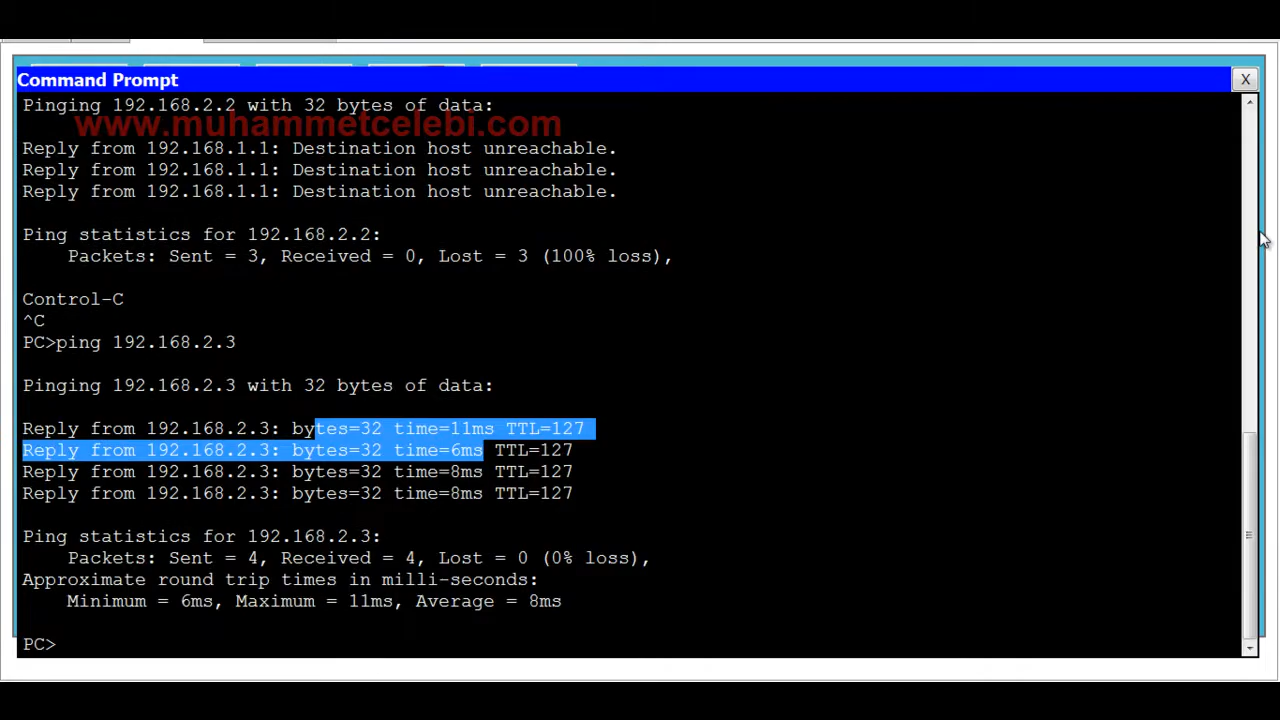 Command Prompt
X
Pinging 192.168.2.2 with 32 bytes of data:
www.muhammetcelebi.com
Reply from 192.168.1.1: Destination host unreachable.
Reply from 192.168.1.1: Destination host unreachable.
Reply from 192.168.1.1: Destination host unreachable.
Ping statistics for 192.168.2.2:
Packets: Sent = 3, Received = 0, Lost = 3 (100% loss),
Control-C
^C
PC>ping 192.168.2.3
Pinging 192.168.2.3 with 32 bytes of data:
Reply from 192.168.2.3: bytes=32 time=11ms TTL=127
Reply from 192.168.2.3: bytes=32 time=6ms TTL=127
Reply from 192.168.2.3: bytes=32 time=8ms TTL=127
Reply from 192.168.2.3: bytes=32 time=8ms TTL=127
Ping statistics for 192.168.2.3:
Packets: Sent = 4, Received = 4, Lost = 0 (0% loss),
Approximate round trip times in milli-seconds:
Minimum = 6ms, Maximum = 11ms, Average = 8ms
PC>